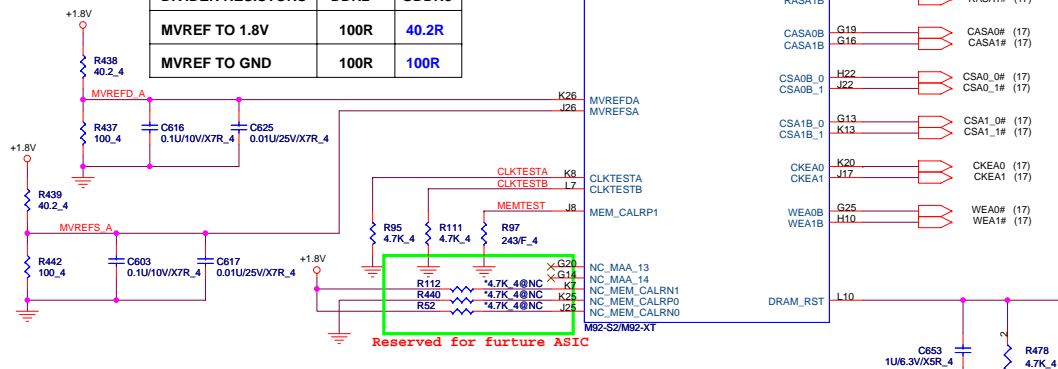 DIVIDER RESISTORS DDR2 GDDR3
MVREF TO 1.8V 100R 40.2R
MVREF TO GND 100R 100R
+1.8V
R438
40.2_4
MVREFD_A
R437
100_4
C616
0.1U/10V/X7R_4
C625
0.01U/25V/X7R_4
+1.8V
R439
40.2_4
MVREFS_A
R442
100_4
C603
0.1U/10V/X7R_4
C617
0.01U/25V/X7R_4
K26 MVREFDA
J26 MVREFSA
CLKTESTA K8 CLKTESTA
CLKTESTB L7 CLKTESTB
MEMTEST J8 MEM_CALRP1
R95
4.7K_4
R111
4.7K_4
R97
243/F_4
+1.8V
G20 NC_MAA_13
G14 NC_MAA_14
R112 *4.7K_4@NC K7 NC_MEM_CALRN1
R440 *4.7K_4@NC K25 NC_MEM_CALRP0
R52 *4.7K_4@NC J25 NC_MEM_CALRN0
M92-S2/M92-XT
Reserved for furture ASIC
RASA1B RASA1# (17)
CASA0B G19 CASA0# (17)
CASA1B G16 CASA1# (17)
CSA0B_0 H22 CSA0_0# (17)
CSA0B_1 J22 CSA0_1# (17)
CSA1B_0 G13 CSA1_0# (17)
CSA1B_1 K13 CSA1_1# (17)
CKEA0 K20 CKEA0 (17)
CKEA1 J17 CKEA1 (17)
WEA0B G25 WEA0# (17)
WEA1B H10 WEA1# (17)
DRAM_RST L10
C653
1U/6.3V/X5R_4
2
R478
4.7K_4